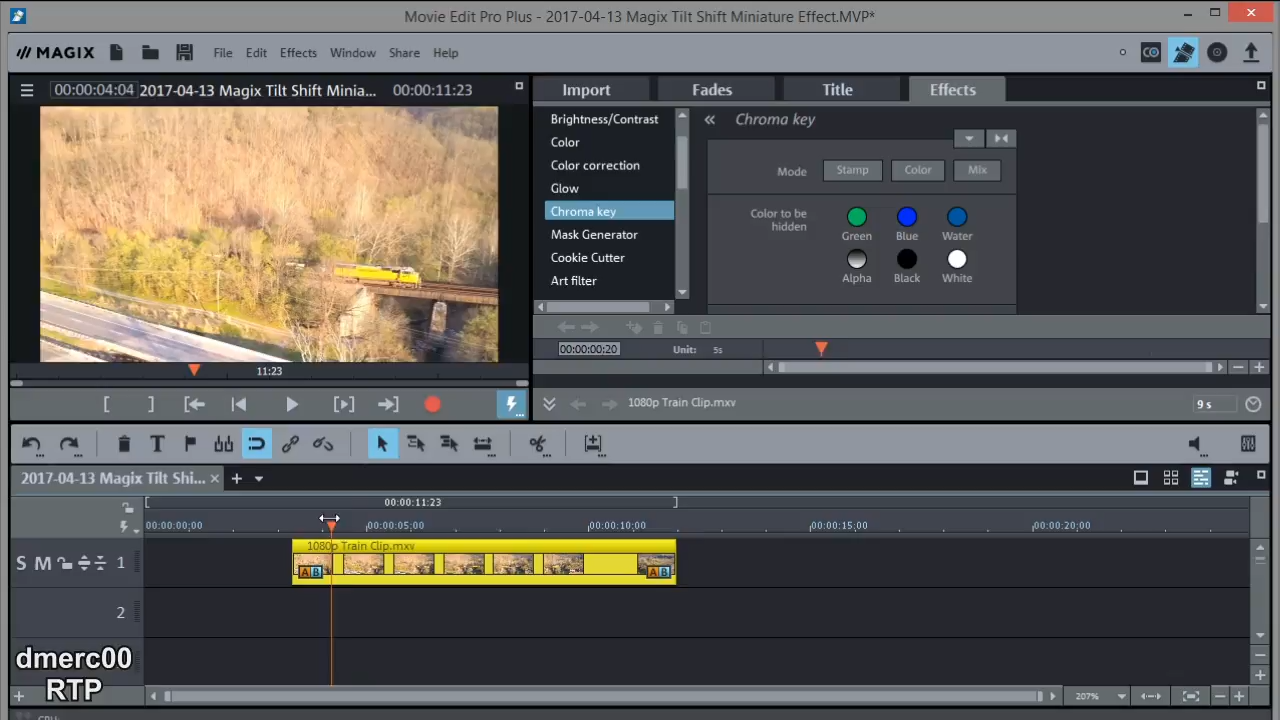 Movie Edit Pro Plus - 2017-04-13 Magix Tilt Shift Miniature Effect.MVP*
MAGIX File Edit Effects Window Share Help
00:00:04:04 2017-04-13 Magix Tilt Shift Minia... 00:00:11:23
Import Fades Title Effects
Brightness/Contrast
Color
Color correction
Glow
Chroma key
Mask Generator
Cookie Cutter
Art filter
Chroma key
Mode Stamp Color Mix
Color to be
hidden
Green Blue Water
Alpha Black White
00:00:00:20 Unit: 5s
11:23
1080p Train Clip.mxv 9 s
2017-04-13 Magix Tilt Shi...
00:00:11:23
00:00:00;00 00:00:05;00 00:00:10;00 00:00:15;00 00:00:20;00
S M 1
1080p Train Clip.mxv
A B A B
2
dmerc00
RTP
207%
CPU: